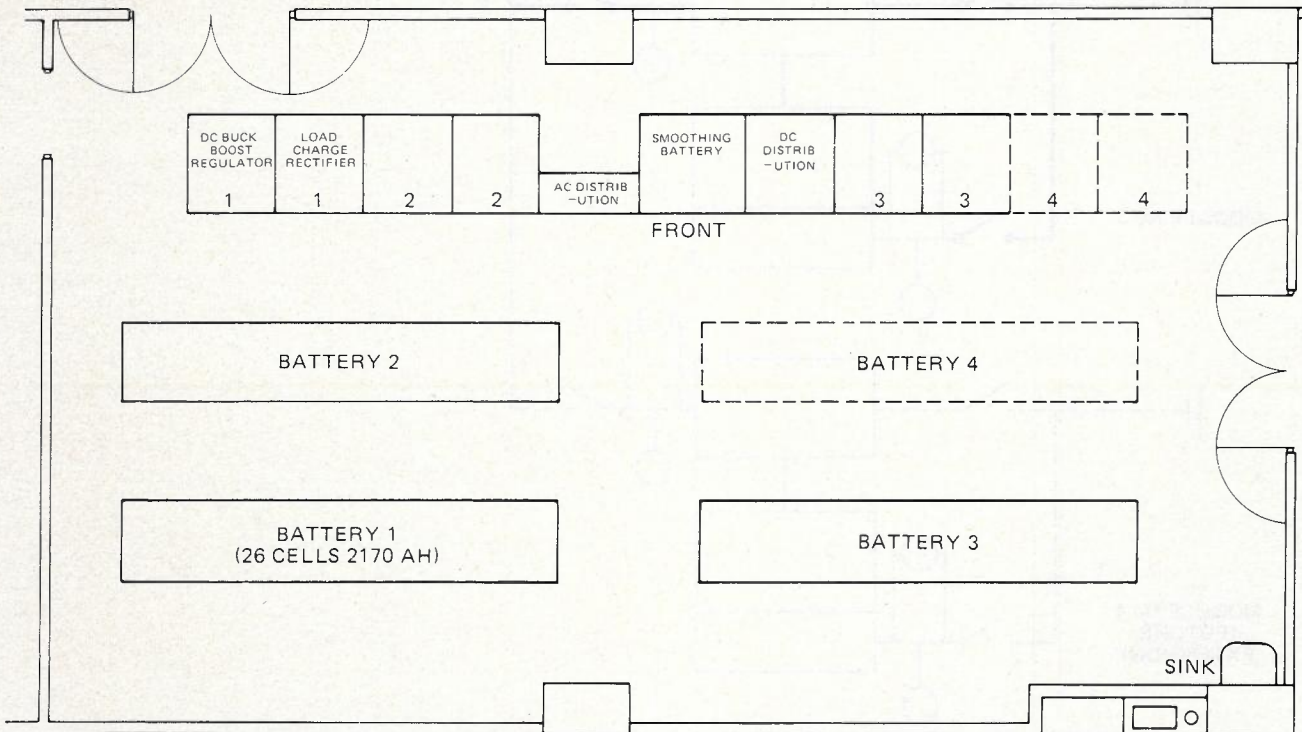 DC BUCK
BOOST
REGULATOR
1
LOAD
CHARGE
RECTIFIER
1
2
2
AC DISTRIB
-UTION
SMOOTHING
BATTERY
DC
DISTRIB
-UTION
3
3
4
4
FRONT
BATTERY 2
BATTERY 4
BATTERY 1
(26 CELLS 2170 AH)
BATTERY 3
SINK